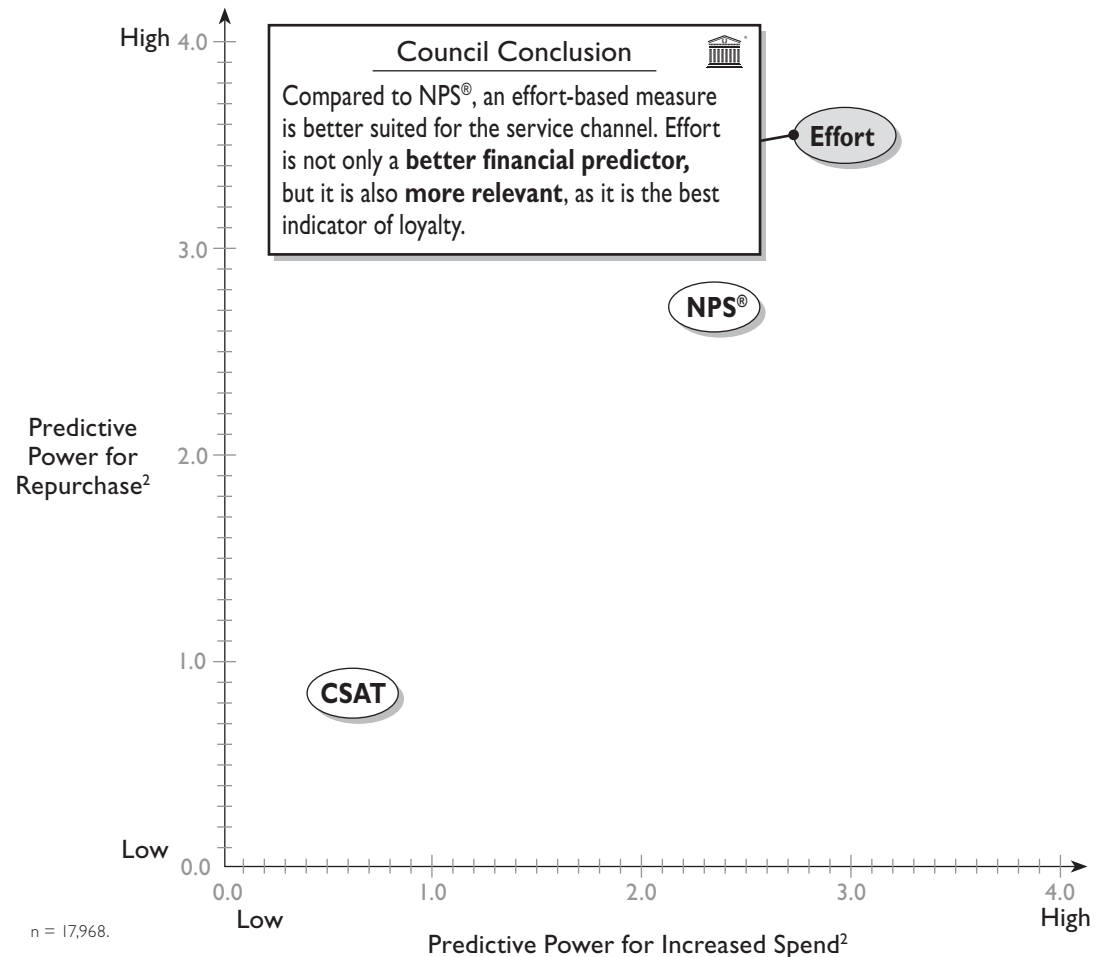 High
4.0
Council Conclusion
Compared to NPS®, an effort-based measure
is better suited for the service channel. Effort
is not only a better financial predictor,
but it is also more relevant, as it is the best
indicator of loyalty.
Effort
3.0
NPS®
Predictive
Power for
Repurchase²
2.0
1.0
CSAT
Low
0.0
0.0 1.0 2.0 3.0 4.0
Low High
n = 17,968.
Predictive Power for Increased Spend²